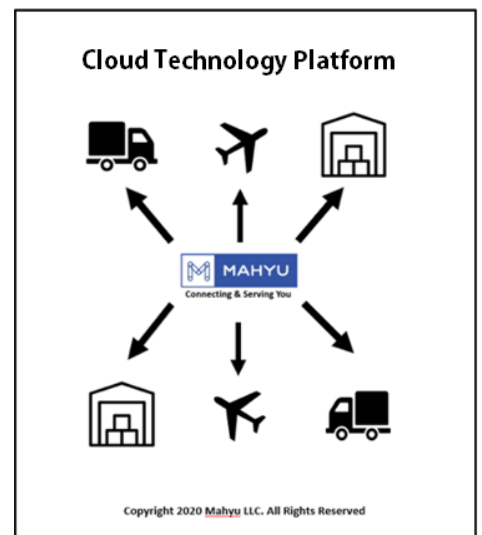 Cloud Technology Platform
MAHYU
Connecting & Serving You
Copyright 2020 Mahyu LLC. All Rights Reserved